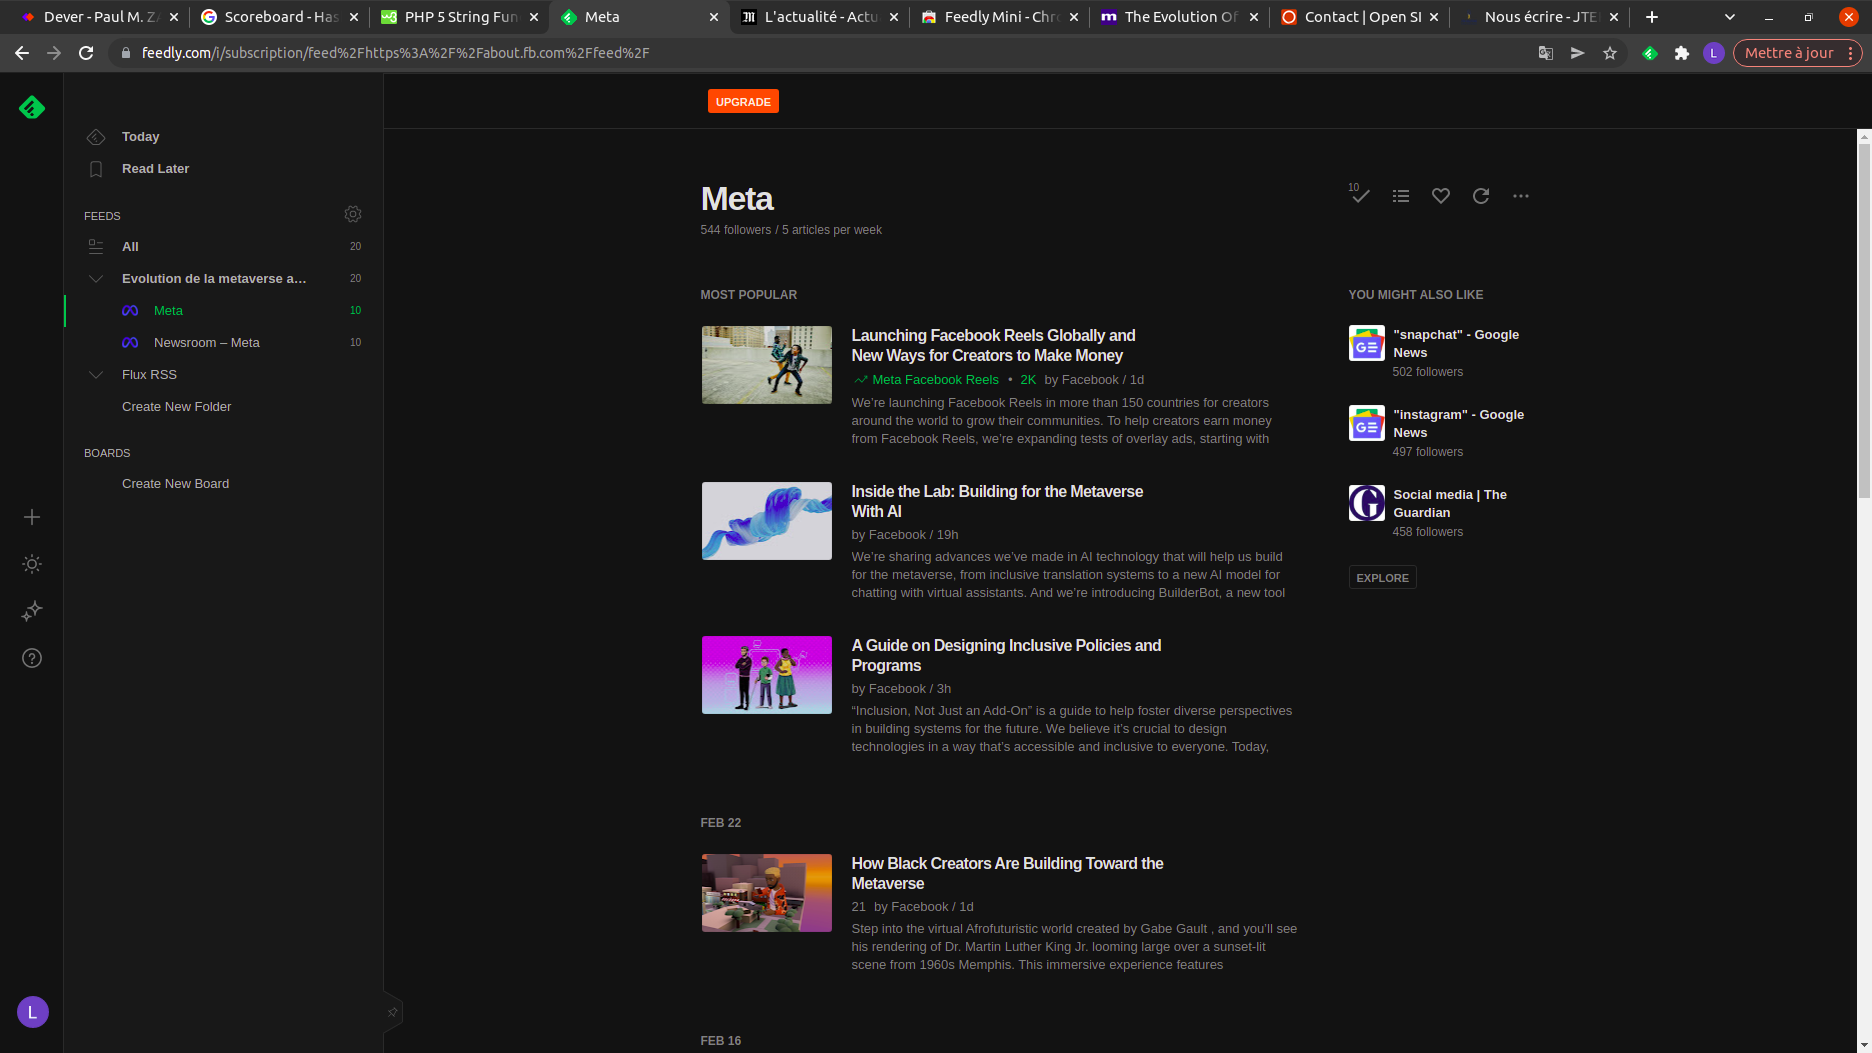 Dever - Paul M. Z
Scoreboard - Has
PHP 5 String Fun
Meta
L'actualité - Actu
Feedly Mini - Chr
The Evolution Of
Contact | Open SI
Nous écrire - JTE
feedly.com/i/subscription/feed%2Fhttps%3A%2F%2Fabout.fb.com%2Ffeed%2F
L
Mettre à jour
UPGRADE
Today
Read Later
FEEDS
All 20
Evolution de la metaverse a… 20
Meta 10
Newsroom – Meta 10
Flux RSS
Create New Folder
BOARDS
Create New Board
L
Meta
544 followers / 5 articles per week
10
MOST POPULAR
Launching Facebook Reels Globally and
New Ways for Creators to Make Money
Meta Facebook Reels • 2K by Facebook / 1d
We’re launching Facebook Reels in more than 150 countries for creators
around the world to grow their communities. To help creators earn money
from Facebook Reels, we’re expanding tests of overlay ads, starting with
Inside the Lab: Building for the Metaverse
With AI
by Facebook / 19h
We’re sharing advances we’ve made in AI technology that will help us build
for the metaverse, from inclusive translation systems to a new AI model for
chatting with virtual assistants. And we’re introducing BuilderBot, a new tool
A Guide on Designing Inclusive Policies and
Programs
by Facebook / 3h
“Inclusion, Not Just an Add-On” is a guide to help foster diverse perspectives
in building systems for the future. We believe it’s crucial to design
technologies in a way that’s accessible and inclusive to everyone. Today,
FEB 22
How Black Creators Are Building Toward the
Metaverse
21 by Facebook / 1d
Step into the virtual Afrofuturistic world created by Gabe Gault , and you’ll see
his rendering of Dr. Martin Luther King Jr. looming large over a sunset-lit
scene from 1960s Memphis. This immersive experience features
FEB 16
YOU MIGHT ALSO LIKE
"snapchat" - Google
News
502 followers
"instagram" - Google
News
497 followers
Social media | The
Guardian
458 followers
EXPLORE